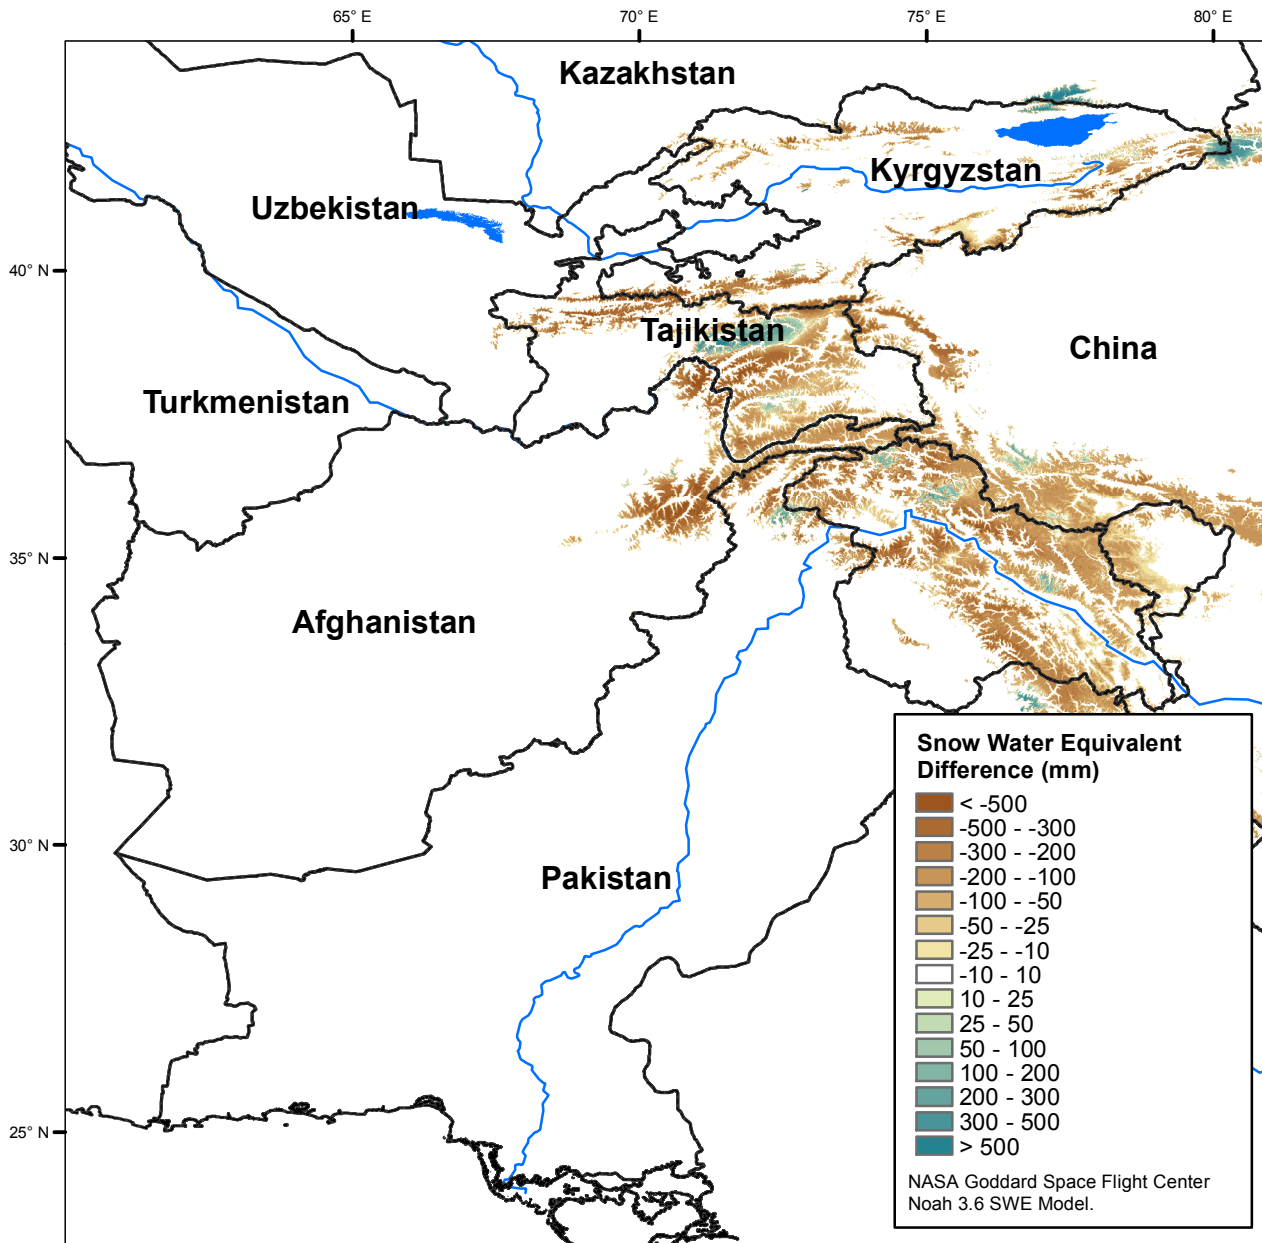 65° E
70° E
75° E
80° E
Kazakhstan
Kyrgyzstan
Uzbekistan
40° N
Tajikistan
China
Turkmenistan
35° N
Afghanistan
30° N
Pakistan
25° N
Snow Water Equivalent
Difference (mm)
< -500
-500 - -300
-300 - -200
-200 - -100
-100 - -50
-50 - -25
-25 - -10
-10 - 10
10 - 25
25 - 50
50 - 100
100 - 200
200 - 300
300 - 500
> 500
NASA Goddard Space Flight Center
Noah 3.6 SWE Model.